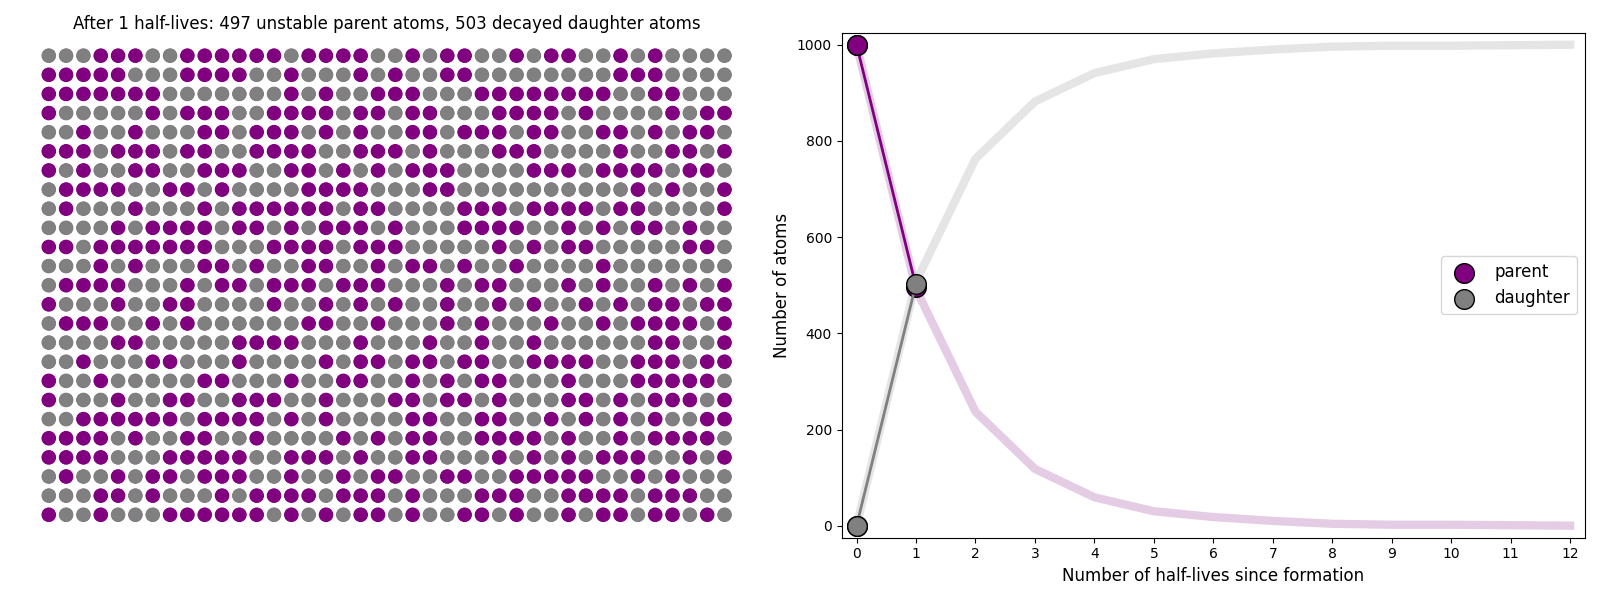 After 1 half-lives: 497 unstable parent atoms, 503 decayed daughter atoms
1000
800
600
400
200
0
Number of atoms
0 1 2 3 4 5 6 7 8 9 10 11 12
Number of half-lives since formation
parent
daughter